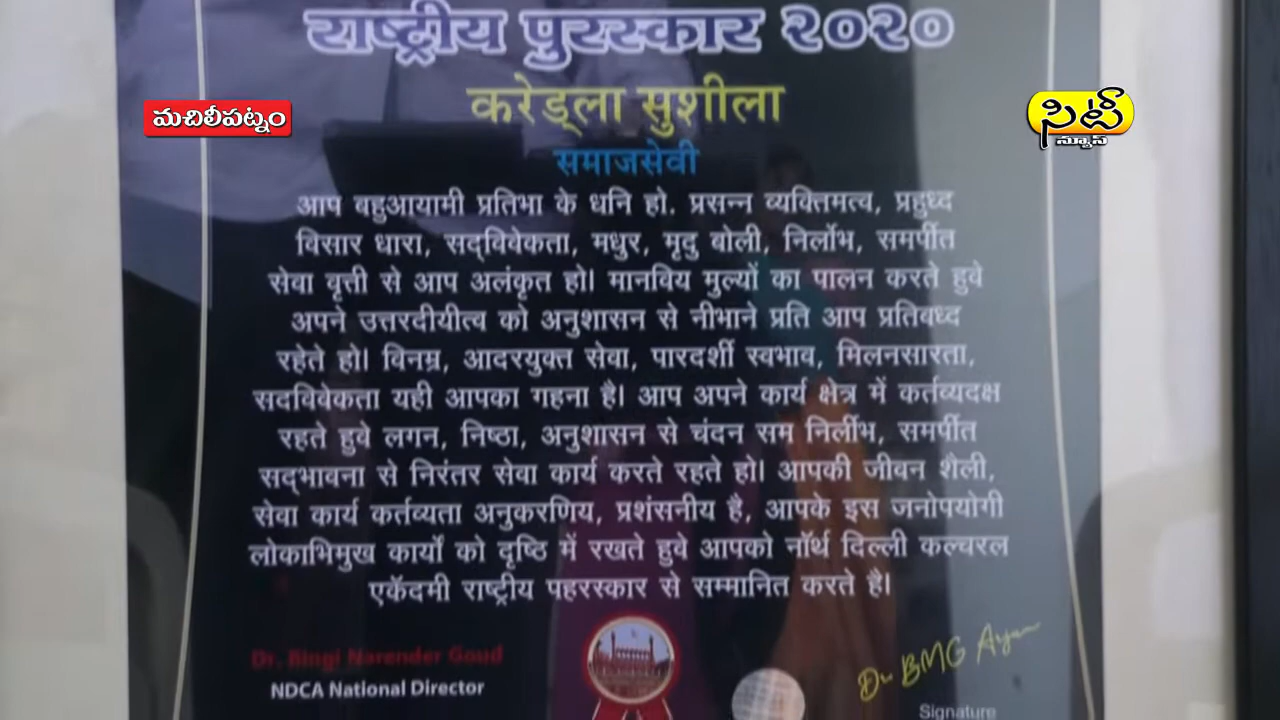 राष्ट्रीय पुरस्कार २०२०
करेड्ला सुशीला
మచిలీపట్నం
సిటీ
న్యూస్
समाजसेवी
आप बहुआयामी प्रतिभा के धनि हो. प्रसन्न व्यक्तिमत्व, प्रहुध्द
विसार धारा, सद्विवेकता, मधुर, मृदु बोली, निर्लोभ, समर्पीत
सेवा वृत्ती से आप अलंकृत हो। मानविय मुल्यों का पालन करते हुवे
अपने उत्तरदीयीत्व को अनुशासन से नीभाने प्रति आप प्रतिबध्द
रहेते हो। विनम्र, आदरयुक्त सेवा, पारदर्शी स्वभाव, मिलनसारता,
सदविवेकता यही आपका गहना है। आप अपने कार्य क्षेत्र में कर्तव्यदक्ष
रहते हुवे लगन, निष्ठा, अनुशासन से चंदन सम निर्लोभ, समर्पीत
सद्भावना से निरंतर सेवा कार्य करते रहते हो। आपकी जीवन शैली,
सेवा कार्य कर्तव्यता अनुकरणिय, प्रशंसनीय है, आपके इस जनोपयोगी
लोकाभिमुख कार्यों को दृष्ठि में रखते हुवे आपको नॉर्थ दिल्ली कल्चरल
एकॅदमी राष्ट्रीय पहरस्कार से सम्मानित करते है।
Dr. Bingi Narender Goud
NDCA National Director
Dr BMG
Signature